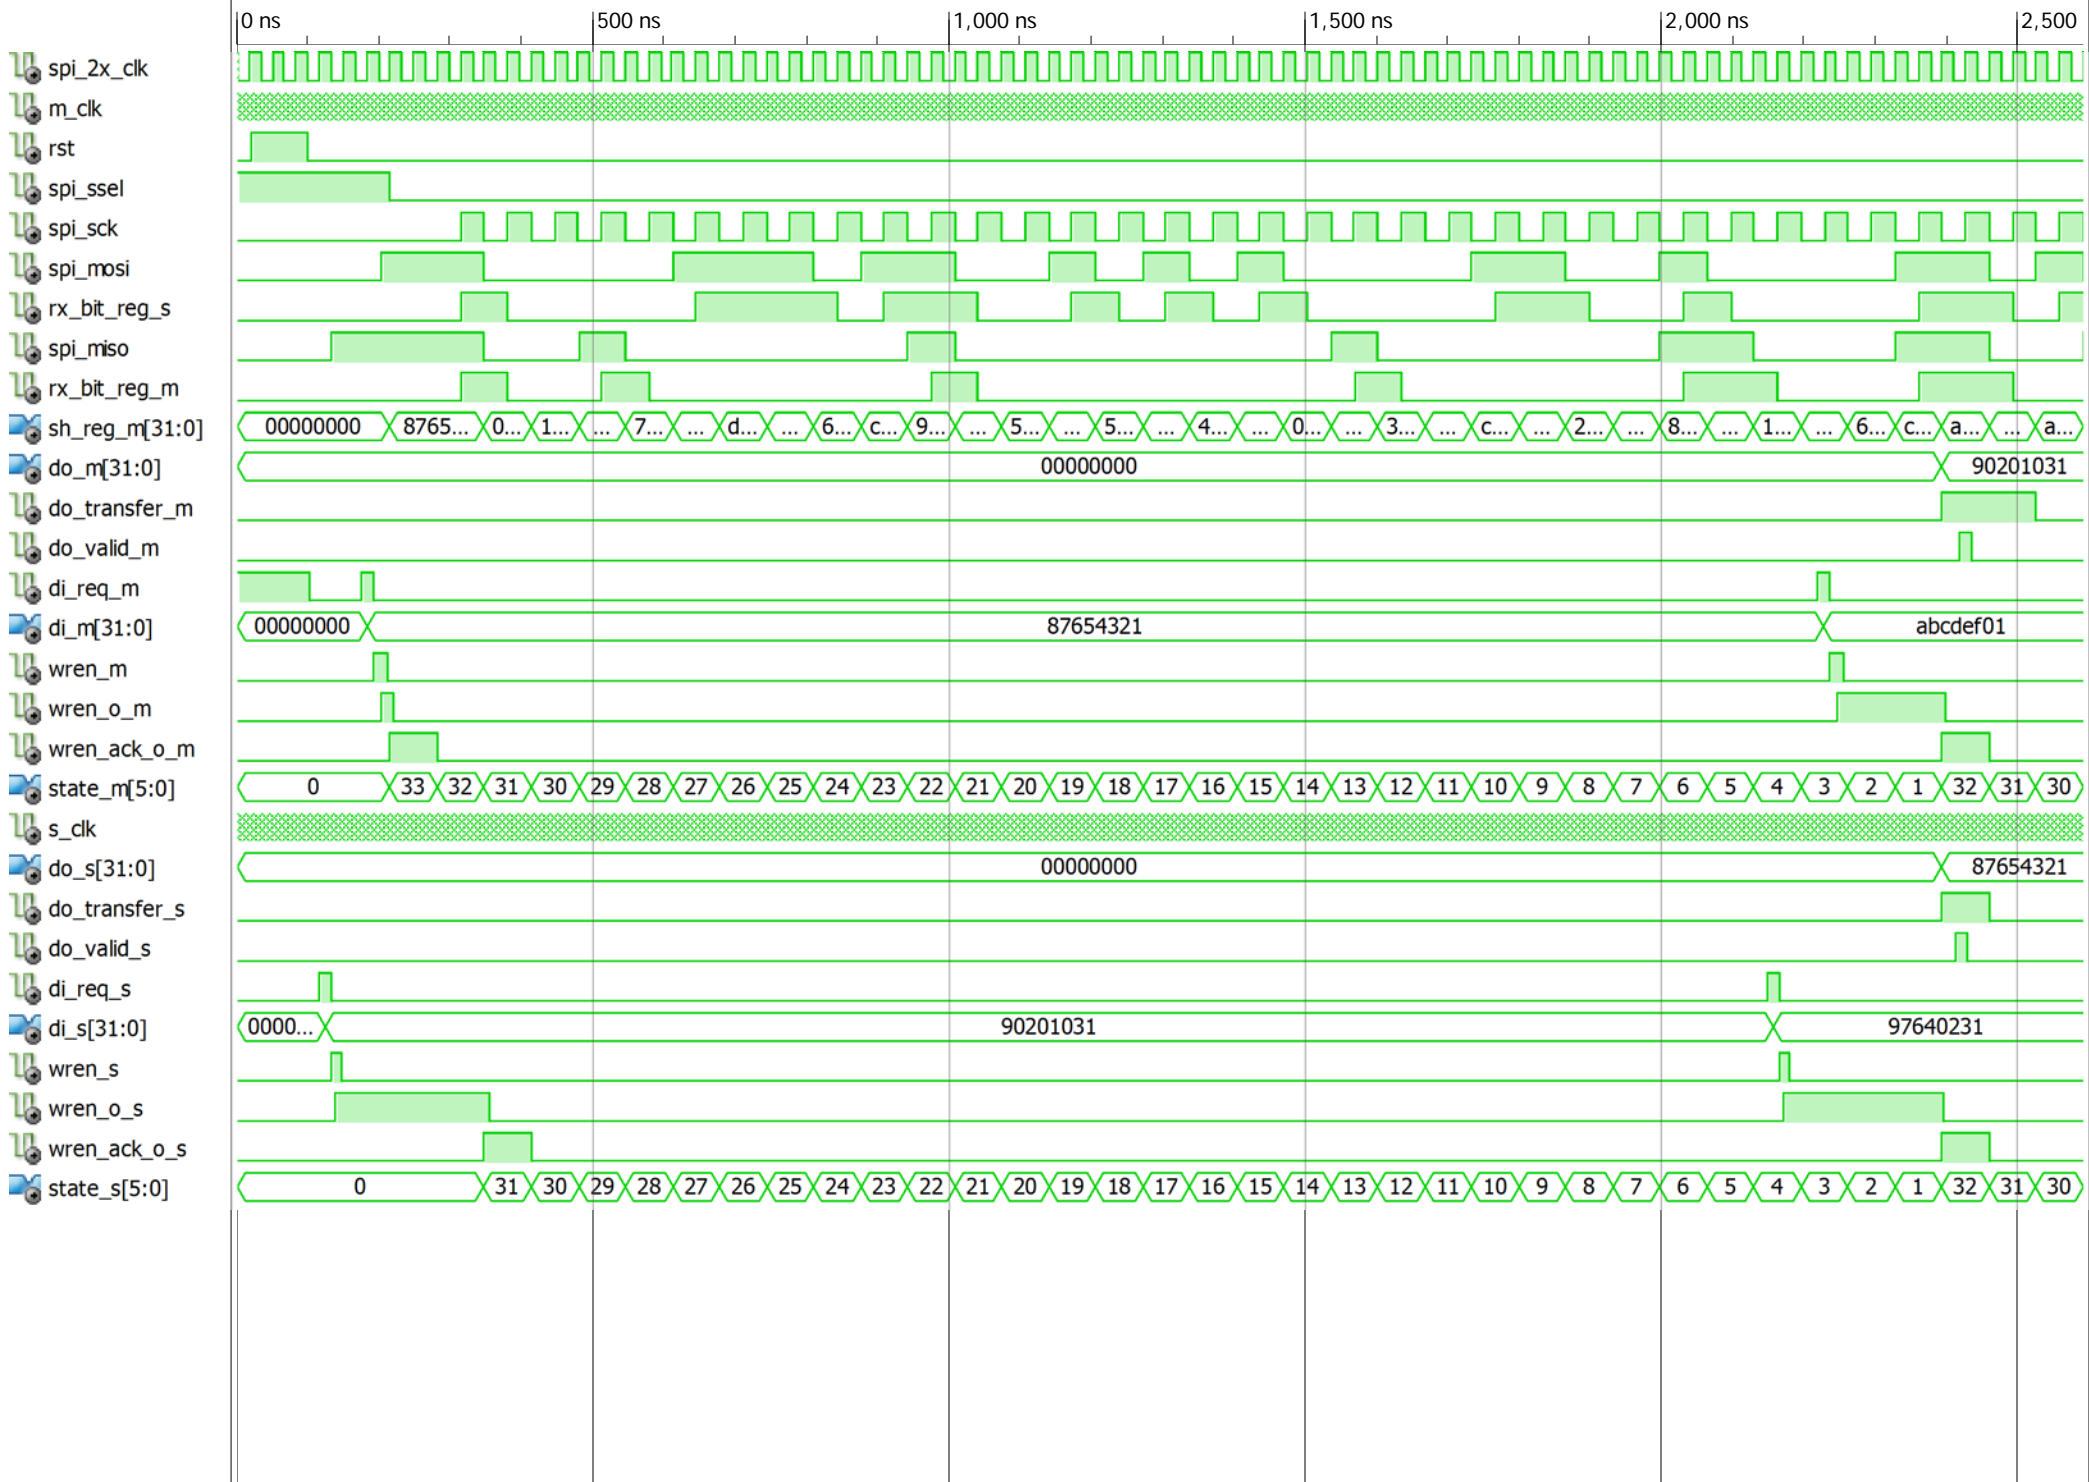 0 ns 500 ns 1,000 ns 1,500 ns 2,000 ns 2,500
spi_2x_clk
m_clk
rst
spi_ssel
spi_sck
spi_mosi
rx_bit_reg_s
spi_miso
rx_bit_reg_m
sh_reg_m[31:0] 00000000 8765... 0... 1... ... 7... ... d... ... 6... c... 9... ... 5... ... 5... ... 4... ... 0... ... 3... ... c... ... 2... ... 8... ... 1... ... 6... c... a... ... a...
do_m[31:0] 00000000 90201031
do_transfer_m
do_valid_m
di_req_m
di_m[31:0] 00000000 87654321 abcdef01
wren_m
wren_o_m
wren_ack_o_m
state_m[5:0] 0 33 32 31 30 29 28 27 26 25 24 23 22 21 20 19 18 17 16 15 14 13 12 11 10 9 8 7 6 5 4 3 2 1 32 31 30
s_clk
do_s[31:0] 00000000 87654321
do_transfer_s
do_valid_s
di_req_s
di_s[31:0] 0000... 90201031 97640231
wren_s
wren_o_s
wren_ack_o_s
state_s[5:0] 0 31 30 29 28 27 26 25 24 23 22 21 20 19 18 17 16 15 14 13 12 11 10 9 8 7 6 5 4 3 2 1 32 31 30